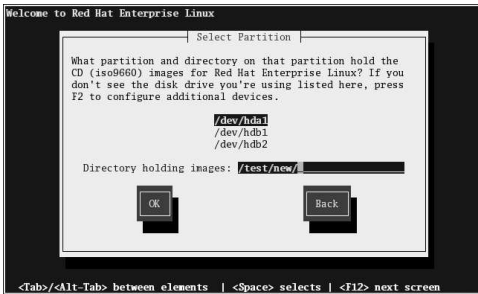 Welcome to Red Hat Enterprise Linux
Select Partition
What partition and directory on that partition hold the
CD (iso9660) images for Red Hat Enterprise Linux? If you
don't see the disk drive you're using listed here, press
F2 to configure additional devices.
/dev/hda1
/dev/hdb1
/dev/hdb2
Directory holding images: /test/new/
OK Back
<Tab>/<Alt-Tab> between elements | <Space> selects | <F12> next screen